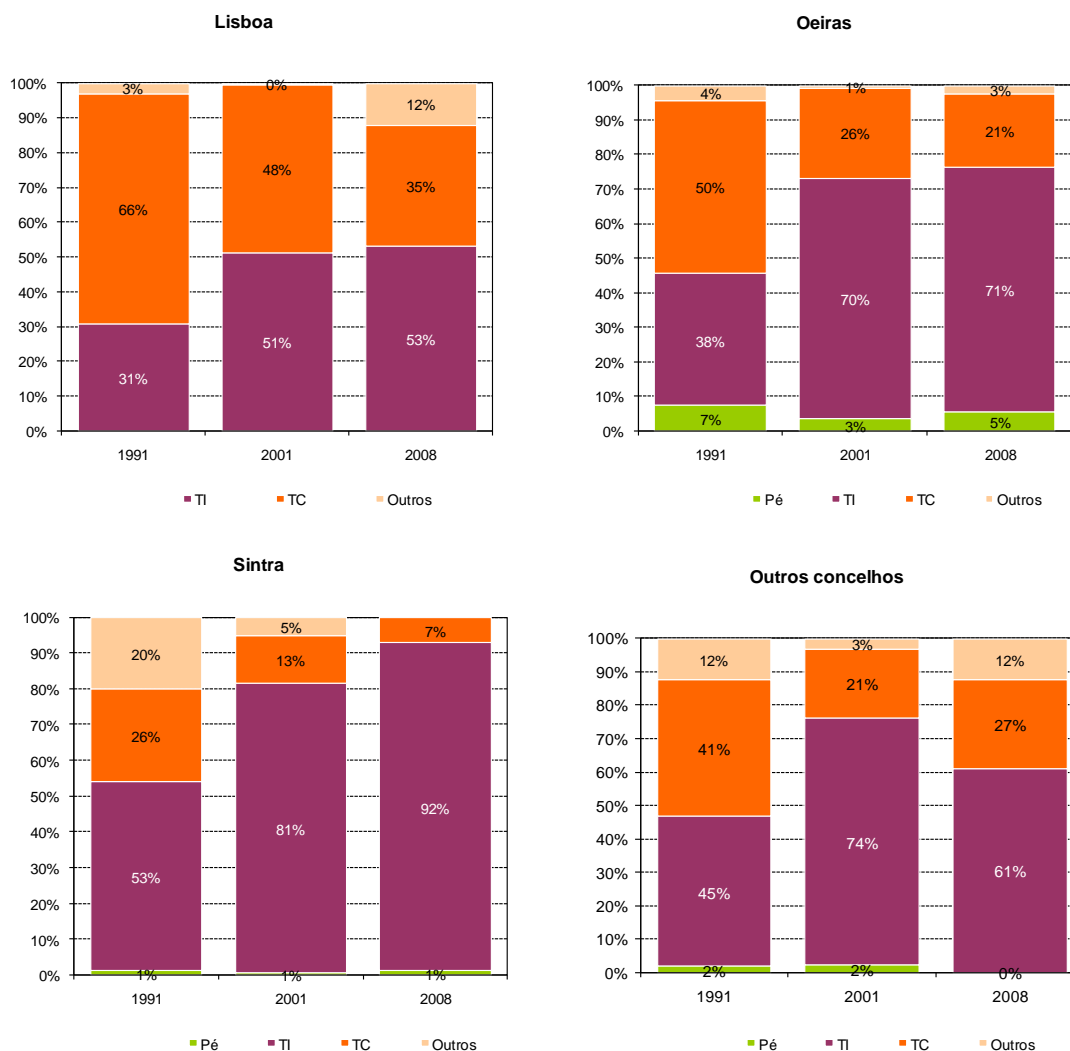 Lisboa
100%
90%
80%
70%
60%
50%
40%
30%
20%
10%
0%
3% 0% 12%
66% 48% 35%
31% 51% 53%
1991 2001 2008
TI TC Outros
Oeiras
100%
90%
80%
70%
60%
50%
40%
30%
20%
10%
0%
4% 1% 3%
50% 26% 21%
38% 70% 71%
7% 3% 5%
1991 2001 2008
Pé TI TC Outros
Sintra
100%
90%
80%
70%
60%
50%
40%
30%
20%
10%
0%
20% 5% 7%
26% 13%
53% 81% 92%
1% 1% 1%
1991 2001 2008
Pé TI TC Outros
Outros concelhos
100%
90%
80%
70%
60%
50%
40%
30%
20%
10%
0%
12% 3% 12%
41% 21% 27%
45% 74% 61%
2% 2% 0%
1991 2001 2008
Pé TI TC Outros